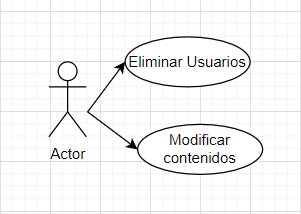 Eliminar Usuarios
Modificar
contenidos
Actor